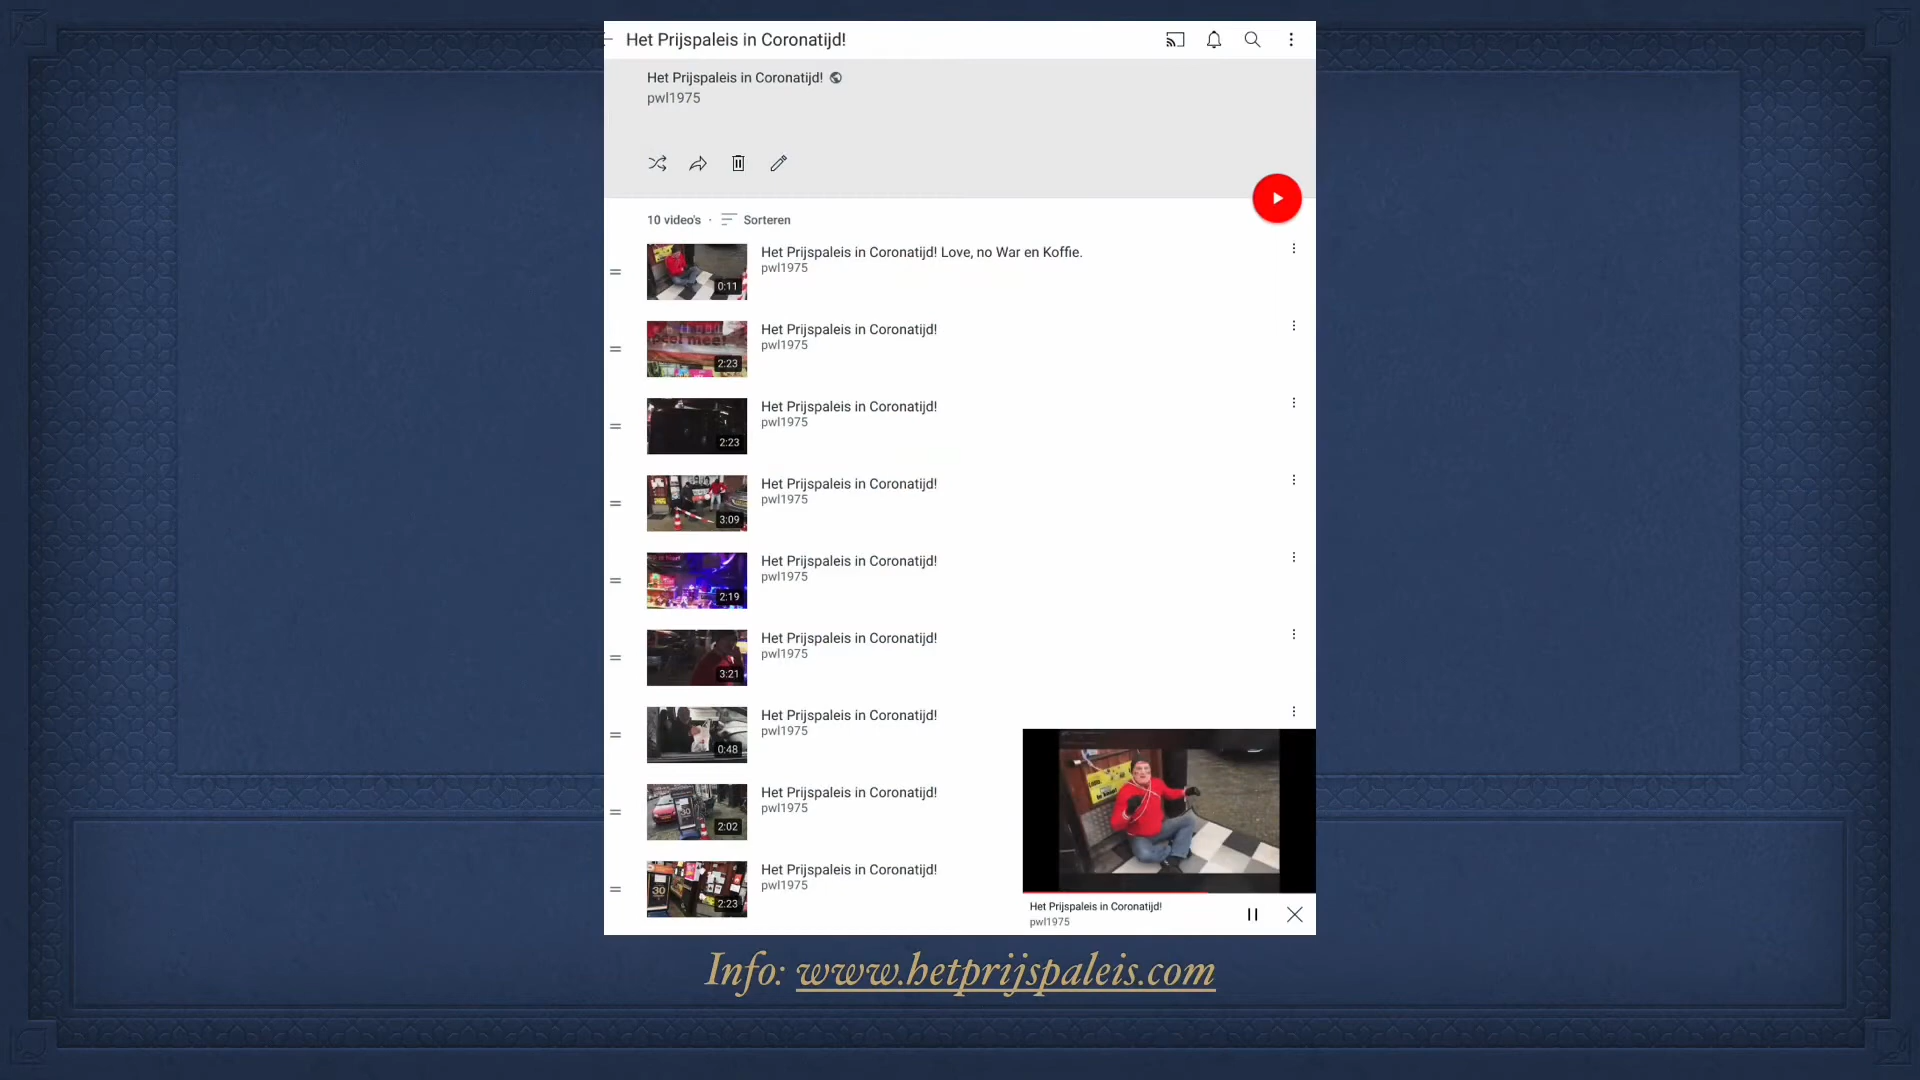 Het Prijspaleis in Coronatijd!
Het Prijspaleis in Coronatijd!
pwl1975
10 video's · Sorteren
Het Prijspaleis in Coronatijd! Love, no War en Koffie.
pwl1975
0:11
Het Prijspaleis in Coronatijd!
pwl1975
2:23
Het Prijspaleis in Coronatijd!
pwl1975
2:23
Het Prijspaleis in Coronatijd!
pwl1975
3:09
Het Prijspaleis in Coronatijd!
pwl1975
2:19
Het Prijspaleis in Coronatijd!
pwl1975
3:21
Het Prijspaleis in Coronatijd!
pwl1975
0:48
Het Prijspaleis in Coronatijd!
pwl1975
30
2:02
Het Prijspaleis in Coronatijd!
pwl1975
30
2:23
Het Prijspaleis in Coronatijd!
pwl1975
Info: www.hetprijspaleis.com